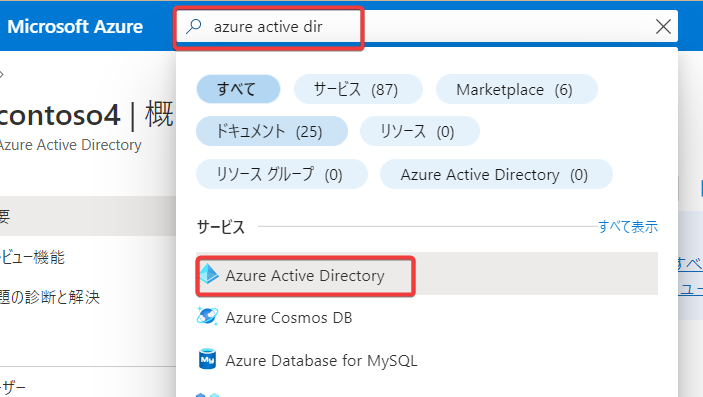 Microsoft Azure
azure active dir
contoso4 | 概
Azure Active Directory
要
ビュー機能
題の診断と解決
ーザー
すべて
サービス (87)
Marketplace (6)
ドキュメント (25)
リソース (0)
リソース グループ (0)
Azure Active Directory (0)
サービス
すべて表示
Azure Active Directory
Azure Cosmos DB
Azure Database for MySQL
すべ
ユー